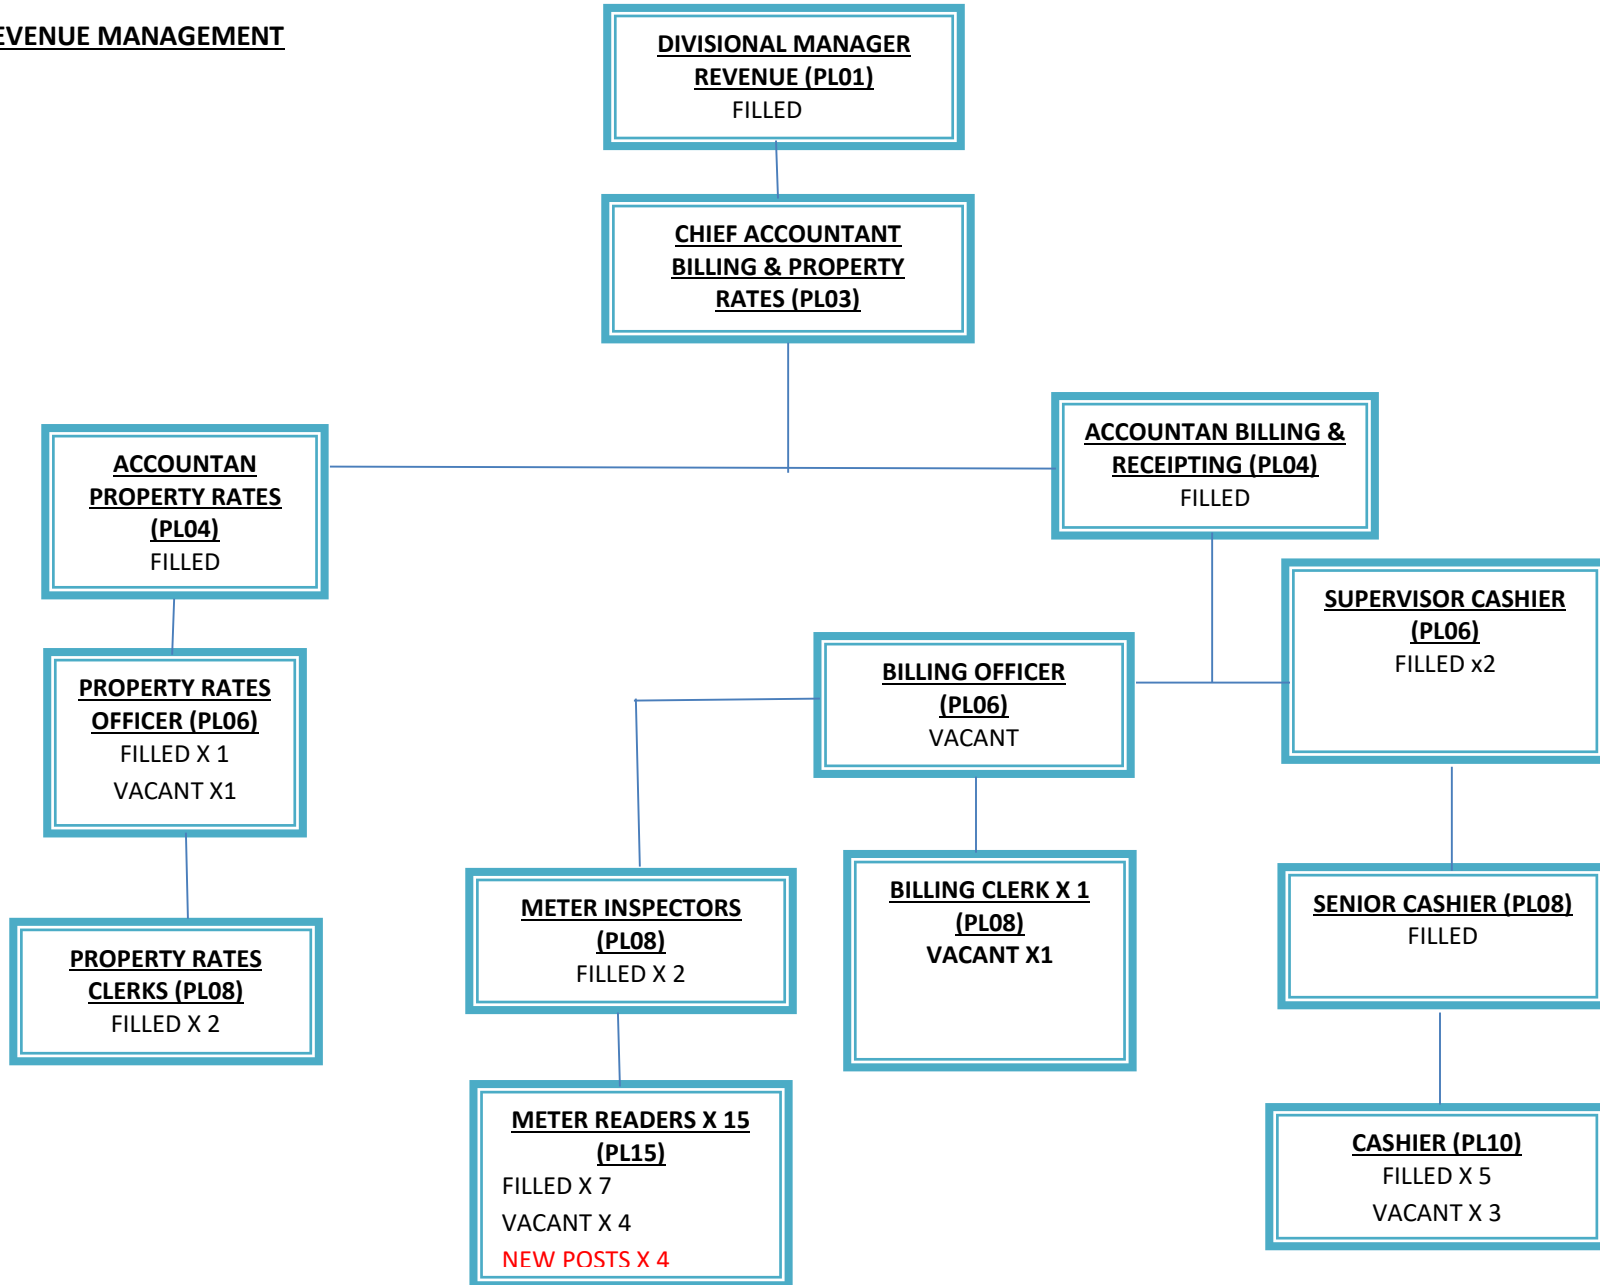 EVENUE MANAGEMENT
DIVISIONAL MANAGER
REVENUE (PL01)
FILLED
CHIEF ACCOUNTANT
BILLING & PROPERTY
RATES (PL03)
ACCOUNTAN
PROPERTY RATES
(PL04)
FILLED
ACCOUNTAN BILLING &
RECEIPTING (PL04)
FILLED
PROPERTY RATES
OFFICER (PL06)
FILLED X 1
VACANT X1
BILLING OFFICER
(PL06)
VACANT
SUPERVISOR CASHIER
(PL06)
FILLED x2
PROPERTY RATES
CLERKS (PL08)
FILLED X 2
METER INSPECTORS
(PL08)
FILLED X 2
BILLING CLERK X 1
(PL08)
VACANT X1
SENIOR CASHIER (PL08)
FILLED
METER READERS X 15
(PL15)
FILLED X 7
VACANT X 4
NEW POSTS X 4
CASHIER (PL10)
FILLED X 5
VACANT X 3